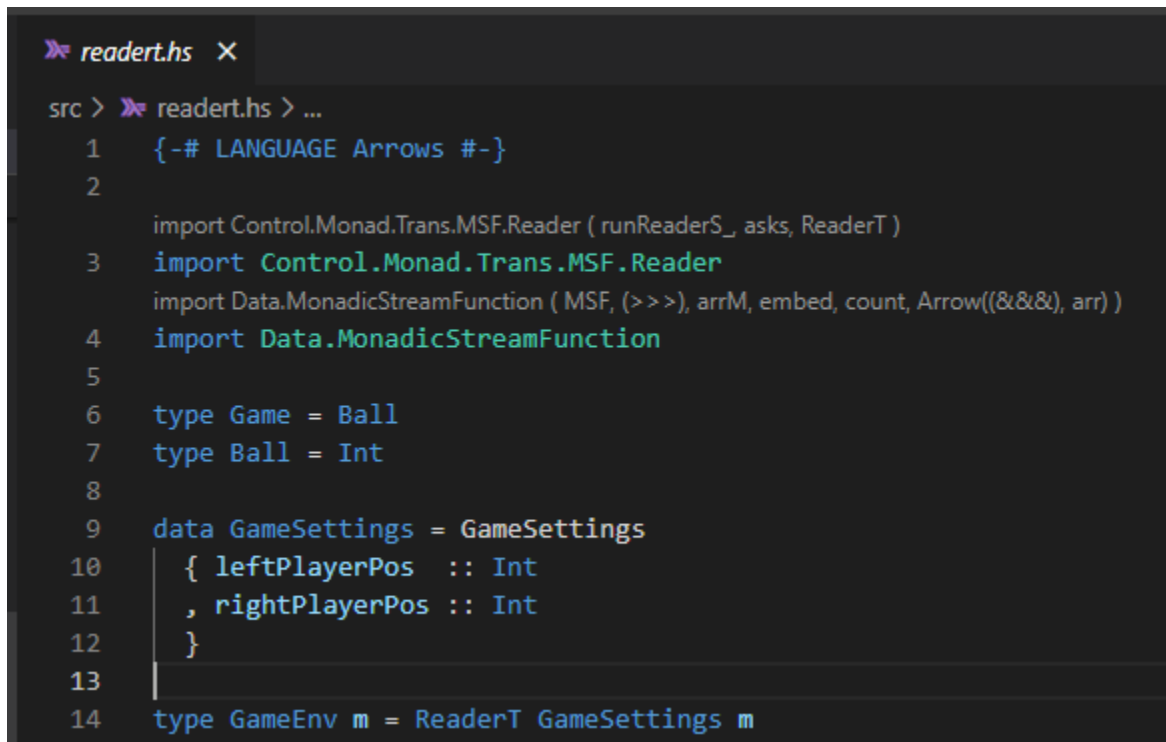 readert.hs ×
src > readert.hs > ...
1 {-# LANGUAGE Arrows #-}
2
import Control.Monad.Trans.MSF.Reader ( runReaderS_, asks, ReaderT )
3 import Control.Monad.Trans.MSF.Reader
import Data.MonadicStreamFunction ( MSF, (>>>), arrM, embed, count, Arrow((&&&), arr) )
4 import Data.MonadicStreamFunction
5
6 type Game = Ball
7 type Ball = Int
8
9 data GameSettings = GameSettings
10   { leftPlayerPos  :: Int
11   , rightPlayerPos :: Int
12   }
13
14 type GameEnv m = ReaderT GameSettings m